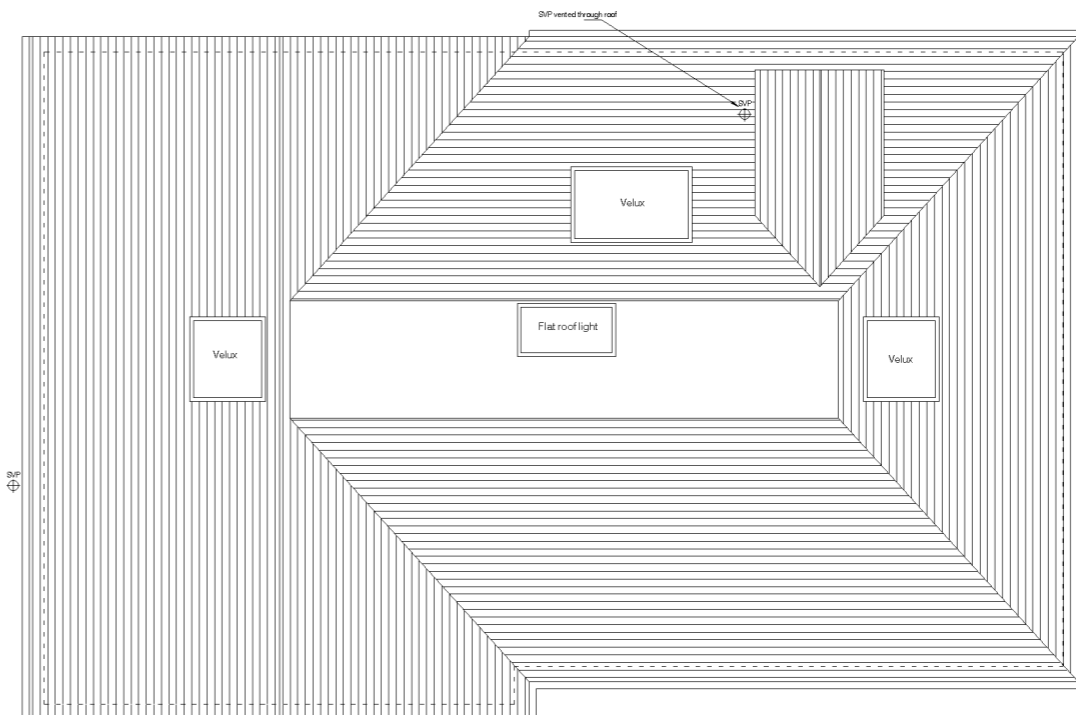 SVP vented through roof
SVP
Velux
Flat roof light
Velux
Velux
SVP